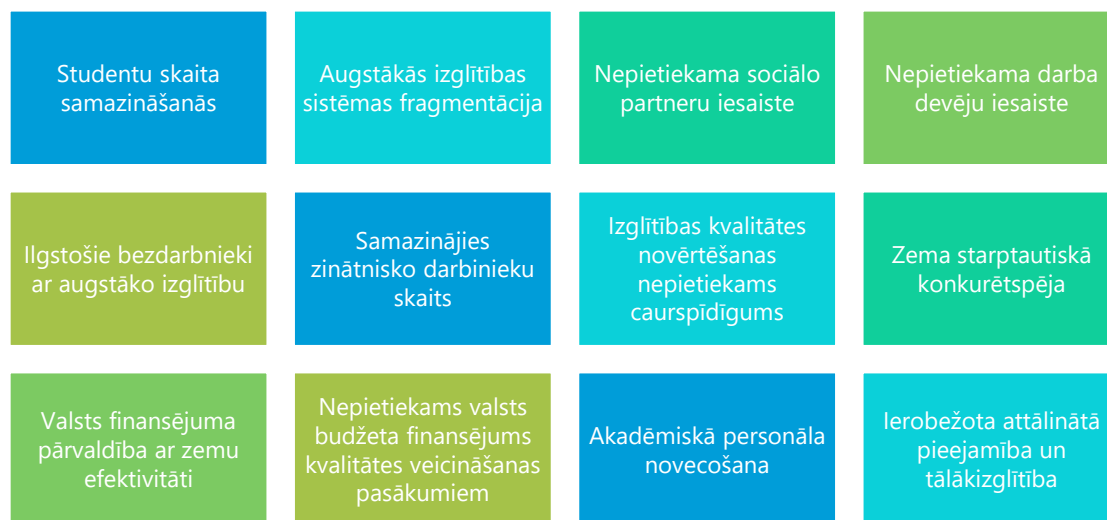 Studentu skaita
samazināšanās
Augstākās izglītības
sistēmas fragmentācija
Nepietiekama sociālo
partneru iesaiste
Nepietiekama darba
devēju iesaiste
Ilgstošie bezdarbnieki
ar augstāko izglītību
Samazinājies
zinātnisko darbinieku
skaits
Izglītības kvalitātes
novērtēšanas
nepietiekams
caurspīdīgums
Zema starptautiskā
konkurētspēja
Valsts finansējuma
pārvaldība ar zemu
efektivitāti
Nepietiekams valsts
budžeta finansējums
kvalitātes veicināšanas
pasākumiem
Akadēmiskā personāla
novecošana
Ierobežota attālinātā
pieejamība un
tālākizglītība